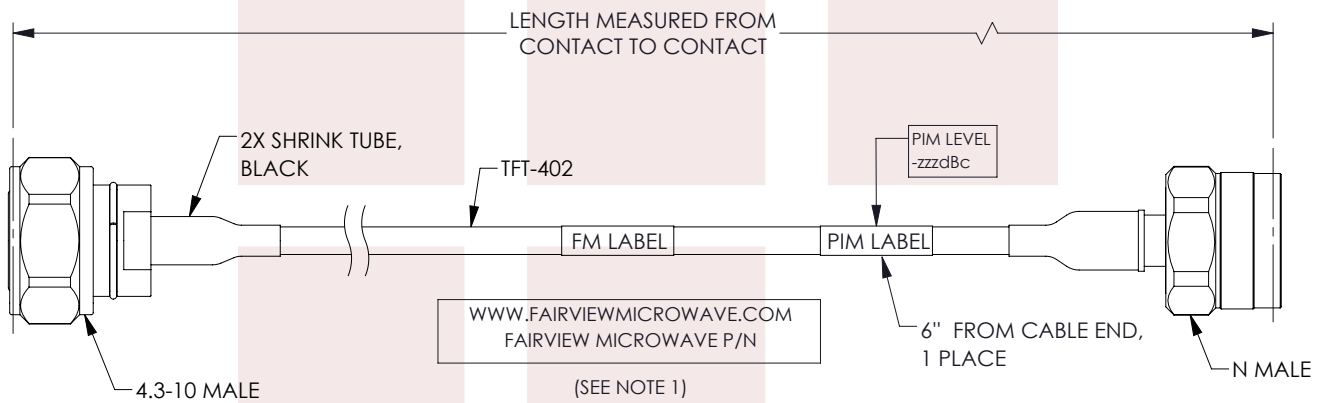 LENGTH MEASURED FROM
CONTACT TO CONTACT
2X SHRINK TUBE,
BLACK
TFT-402
PIM LEVEL
-zzzdBc
FM LABEL
PIM LABEL
WWW.FAIRVIEWMICROWAVE.COM
FAIRVIEW MICROWAVE P/N
(SEE NOTE 1)
6" FROM CABLE END,
1 PLACE
4.3-10 MALE
N MALE